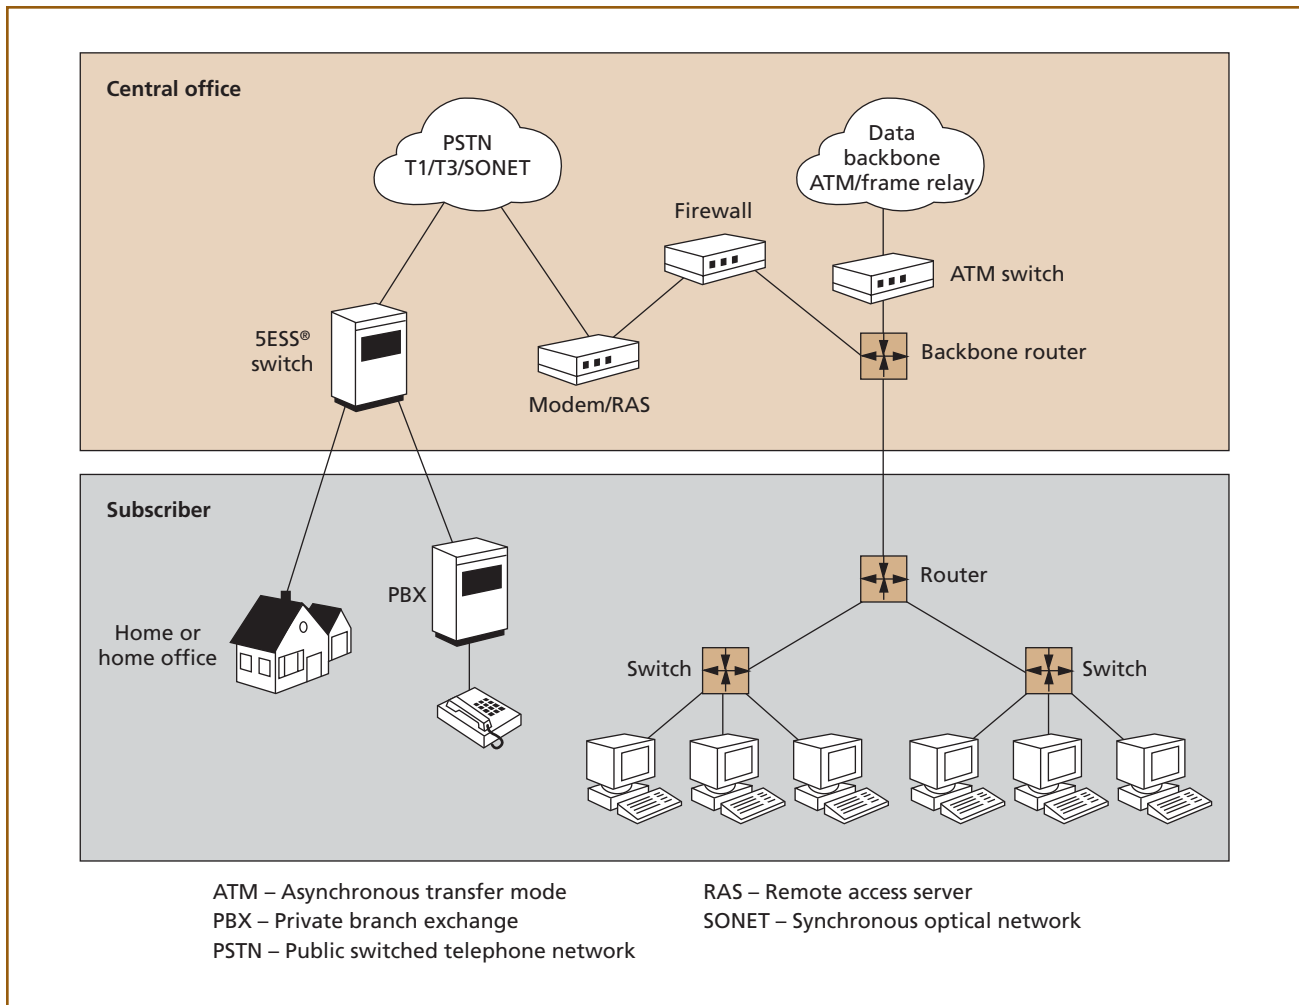 Central office
PSTN
T1/T3/SONET
Data
backbone
ATM/frame relay
Firewall
ATM switch
5ESS®
switch
Backbone router
Modem/RAS
Subscriber
Router
PBX
Home or
home office
Switch
Switch
ATM – Asynchronous transfer mode
PBX – Private branch exchange
PSTN – Public switched telephone network
RAS – Remote access server
SONET – Synchronous optical network